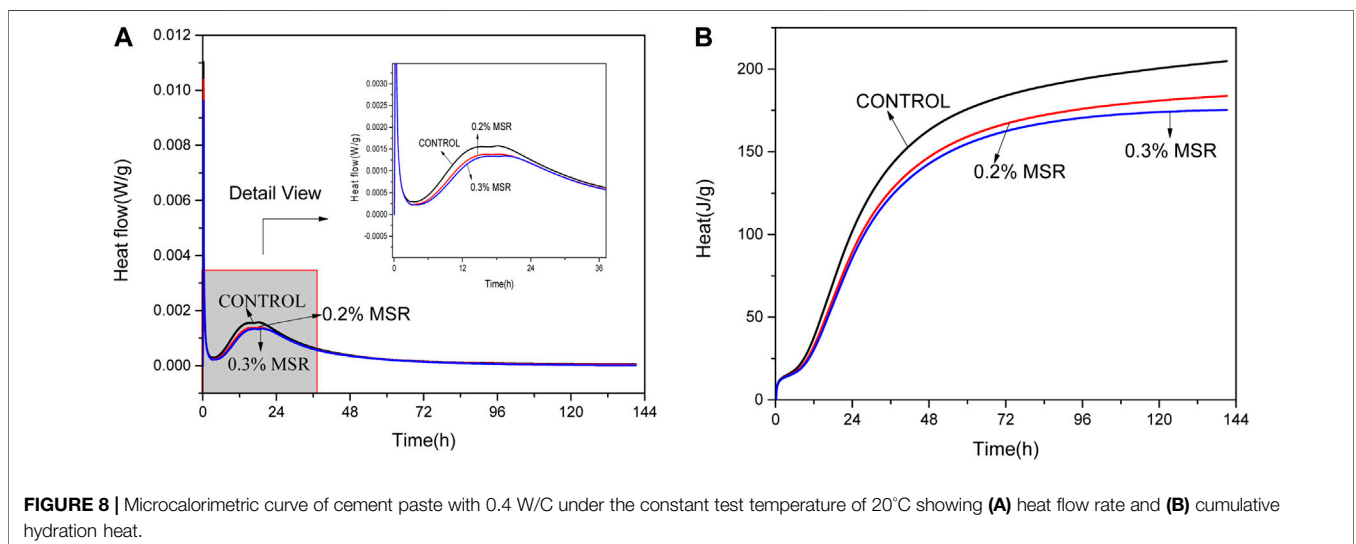 A
0.012
0.010
0.008
0.006
0.004
0.002
0.000
Heat flow(W/g)
0 24 48 72 96 120 144
Time(h)
Detail View
CONTROL
0.2% MSR
0.3% MSR
0.0030
0.0025
0.0020
0.0015
0.0010
0.0005
0.0000
-0.0005
Heat flow(W/g)
0 12 24 36
Time(h)
CONTROL
0.2% MSR
0.3% MSR
B
200
150
100
50
0
Heat(J/g)
0 24 48 72 96 120 144
Time(h)
CONTROL
0.2% MSR
0.3% MSR
FIGURE 8 | Microcalorimetric curve of cement paste with 0.4 W/C under the constant test temperature of 20°C showing (A) heat flow rate and (B) cumulative
hydration heat.